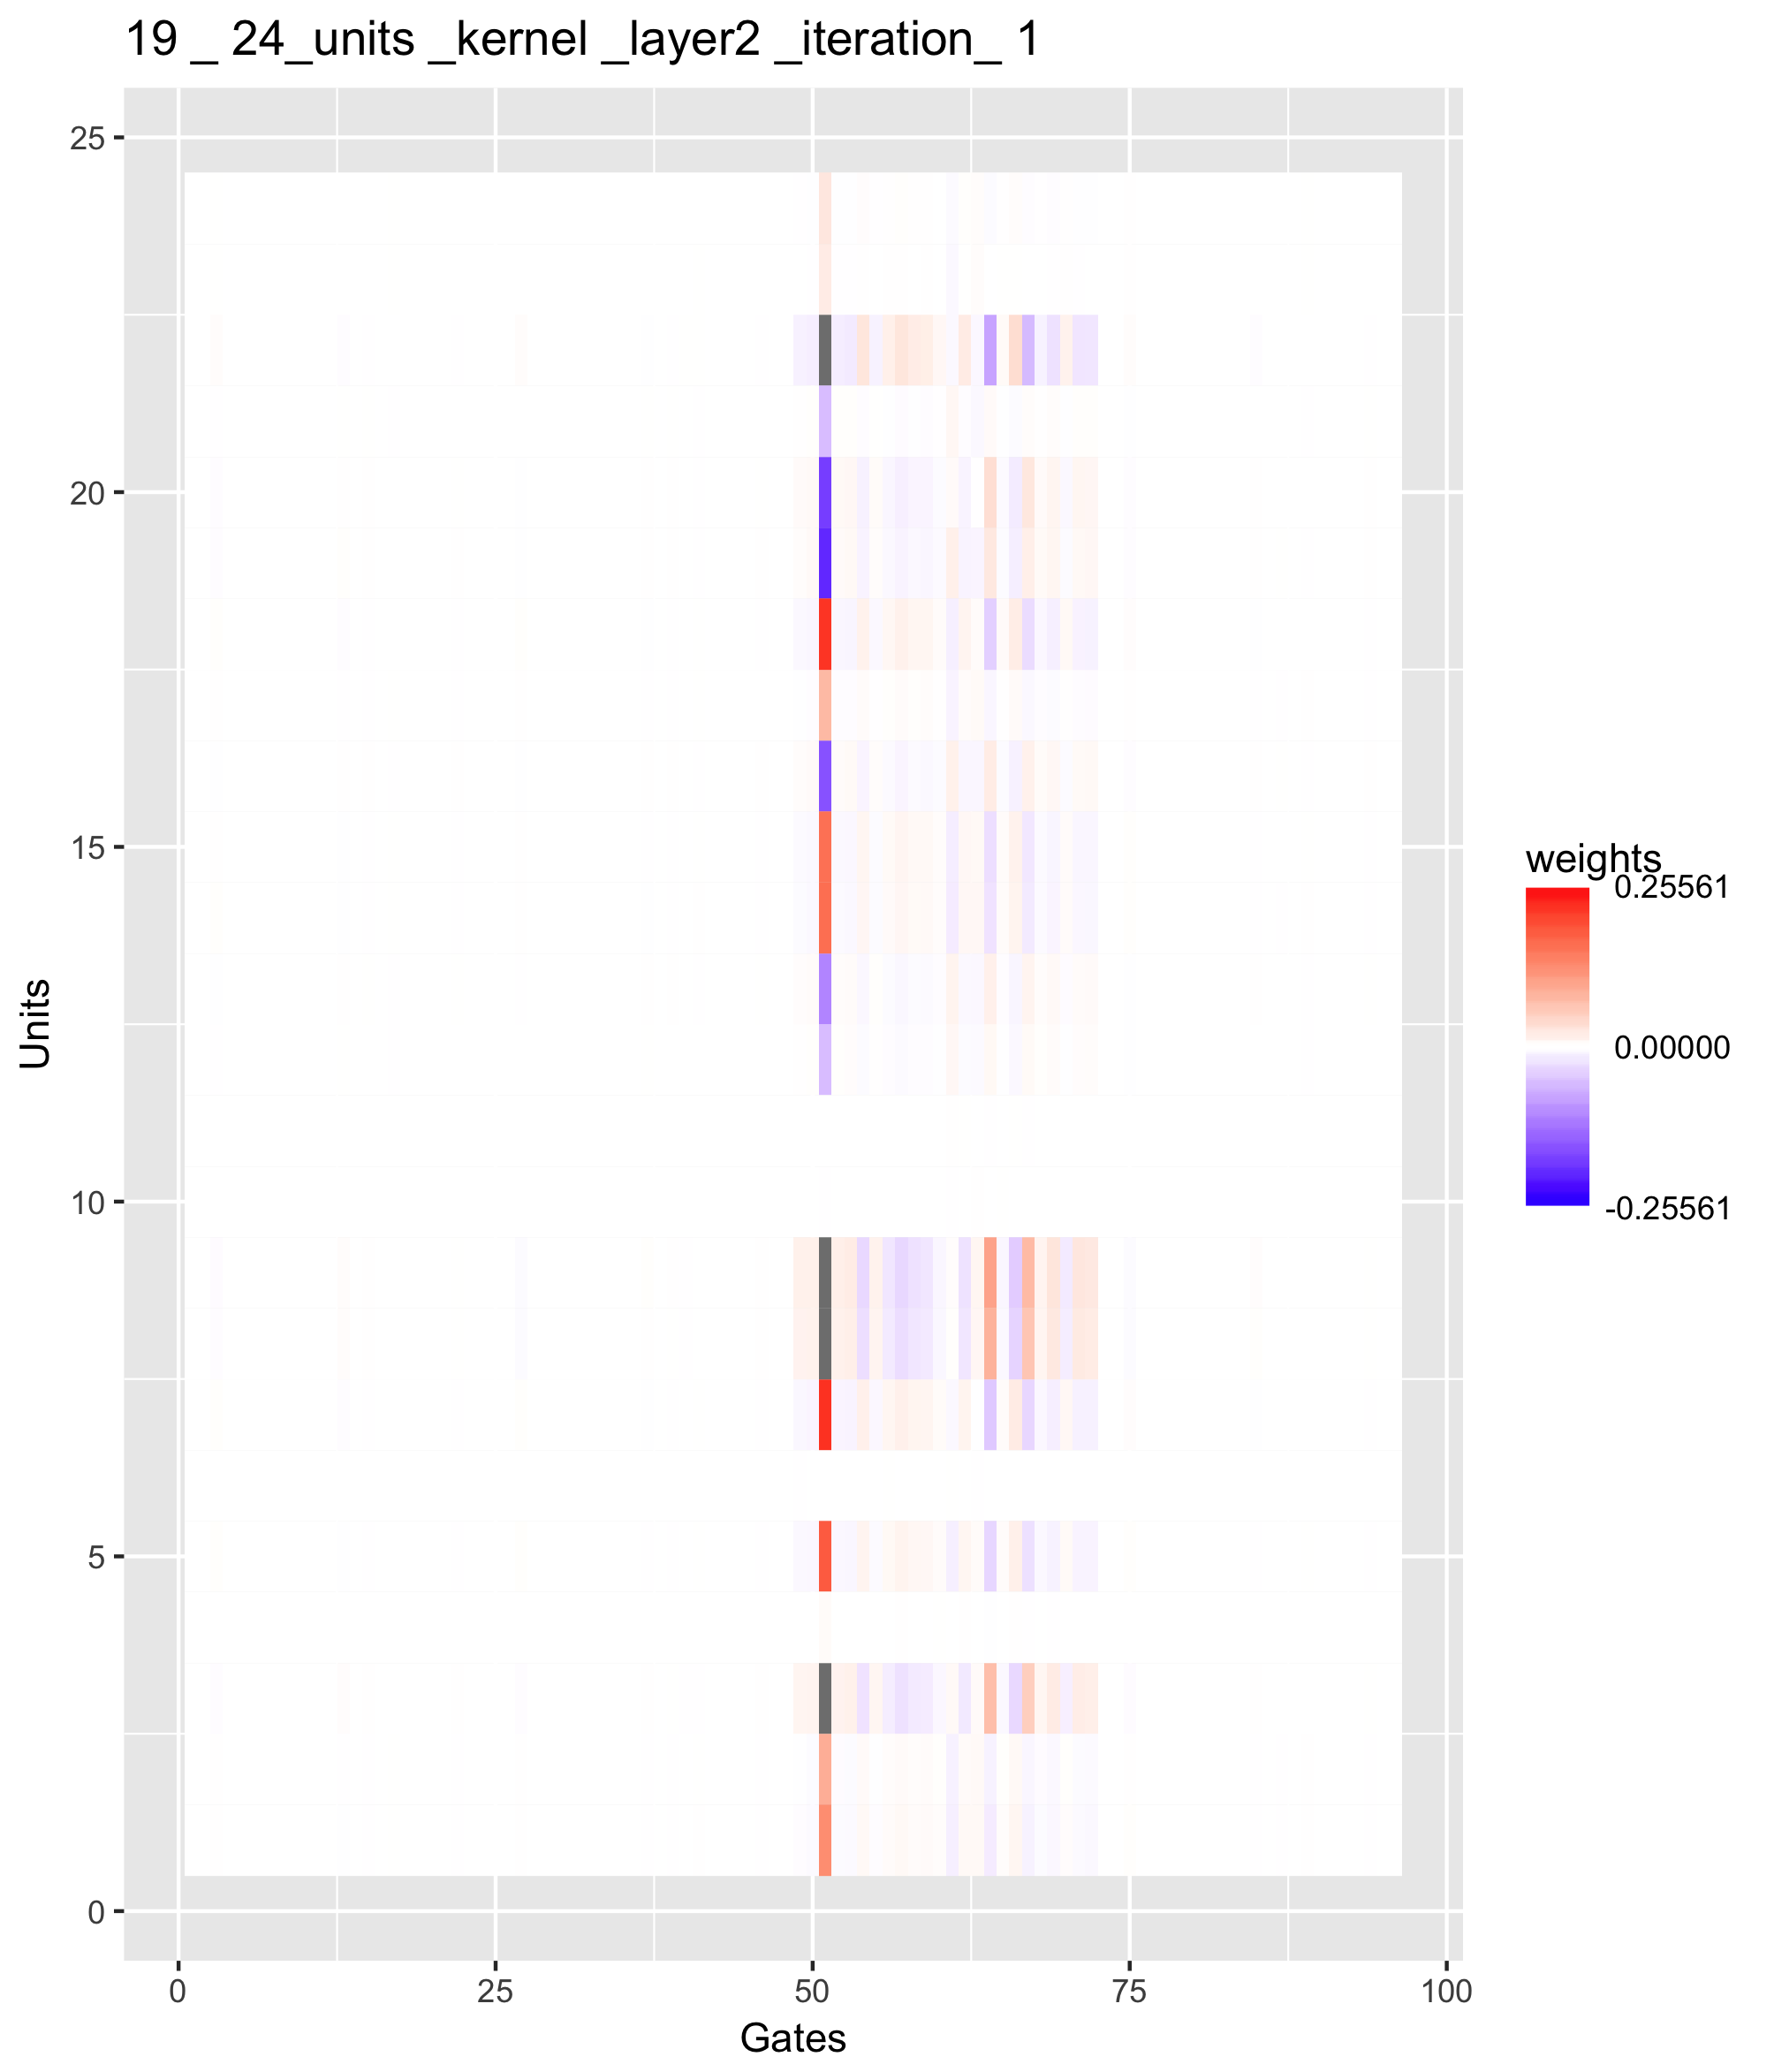 19 _ 24_units _kernel _layer2 _iteration_ 1
25
20
15
10
5
0
Units
0 25 50 75 100
Gates
weights
0.25561
0.00000
-0.25561